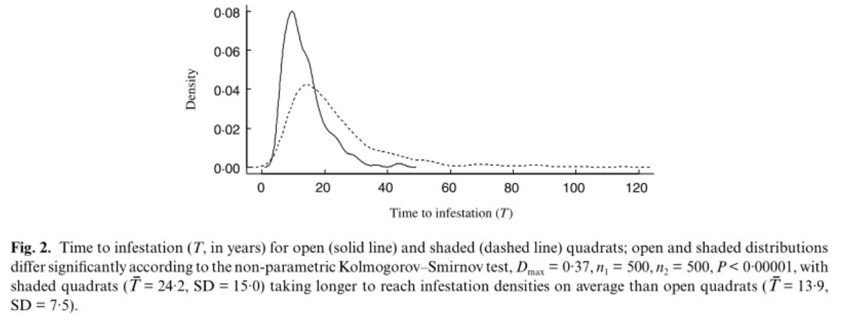 0·08
0·06
0·04
0·02
0·00
Density
0 20 40 60 80 100 120
Time to infestation (T)
Fig. 2. Time to infestation (T, in years) for open (solid line) and shaded (dashed line) quadrats; open and shaded distributions
differ significantly according to the non-parametric Kolmogorov–Smirnov test, Dmax = 0·37, n1 = 500, n2 = 500, P < 0·00001, with
shaded quadrats (T̄ = 24·2, SD = 15·0) taking longer to reach infestation densities on average than open quadrats (T̄ = 13·9,
SD = 7·5).